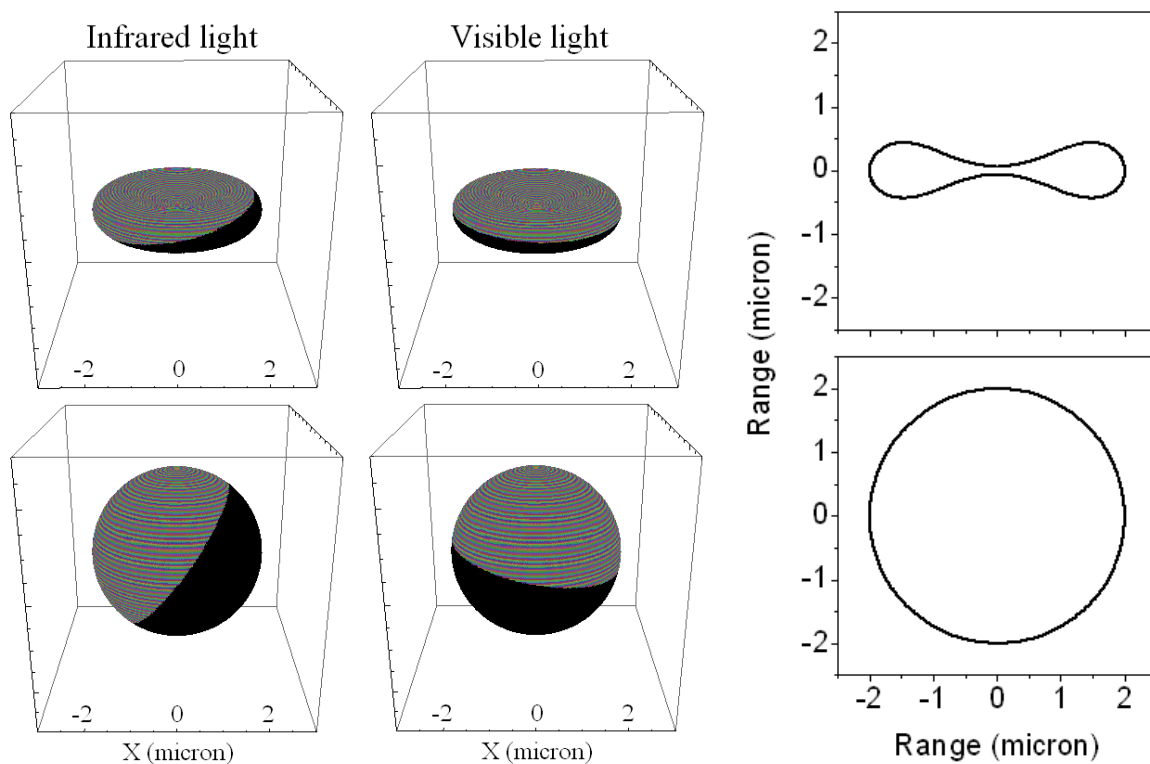 Infrared light
Visible light
-2 0 2
-2 0 2
-2 0 2
X (micron)
-2 0 2
X (micron)
2
1
0
-1
-2
2
1
0
-1
-2
-2 -1 0 1 2
Range (micron)
Range (micron)